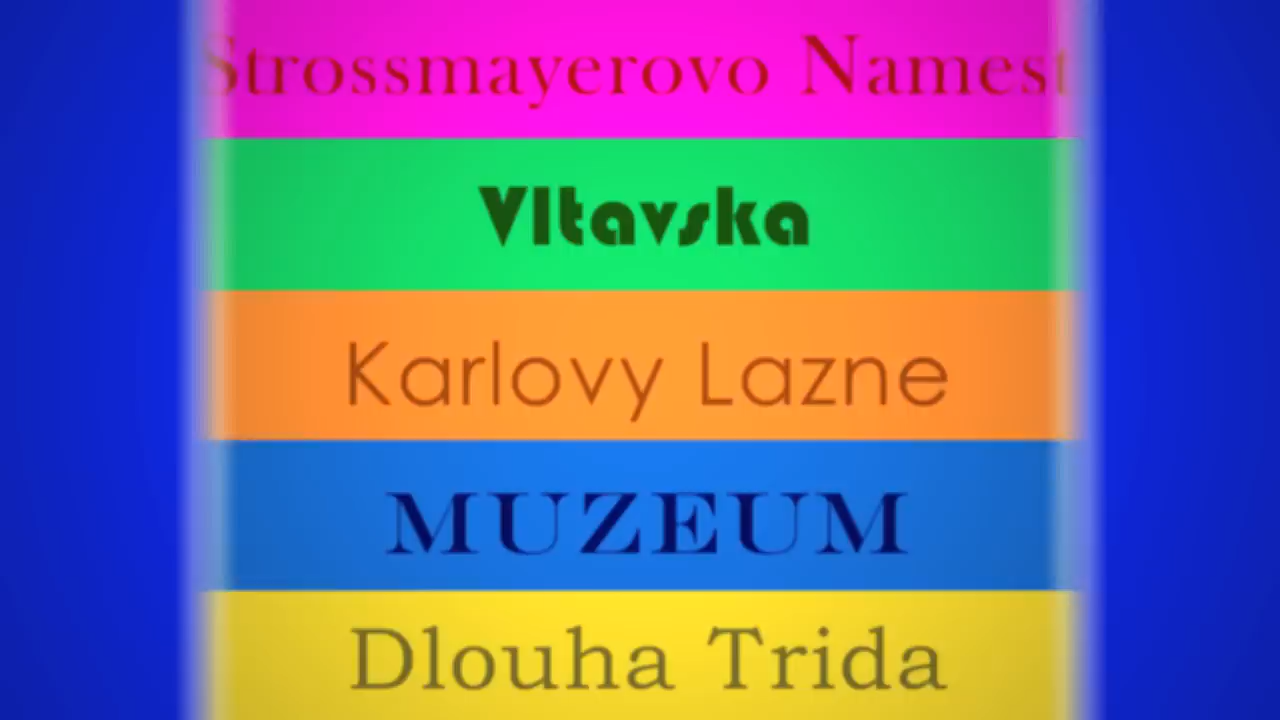 Strossmayerovo Namest
Vltavska
Karlovy Lazne
MUZEUM
Dlouha Trida